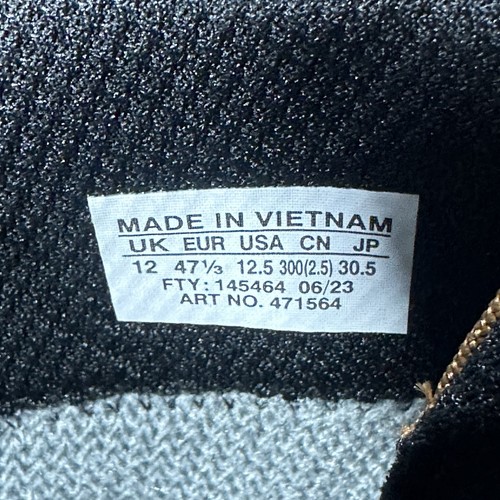 MADE IN VIETNAM
UK EUR USA CN JP
12 47⅓ 12.5 300(2.5) 30.5
FTY: 145464 06/23
ART NO. 471564